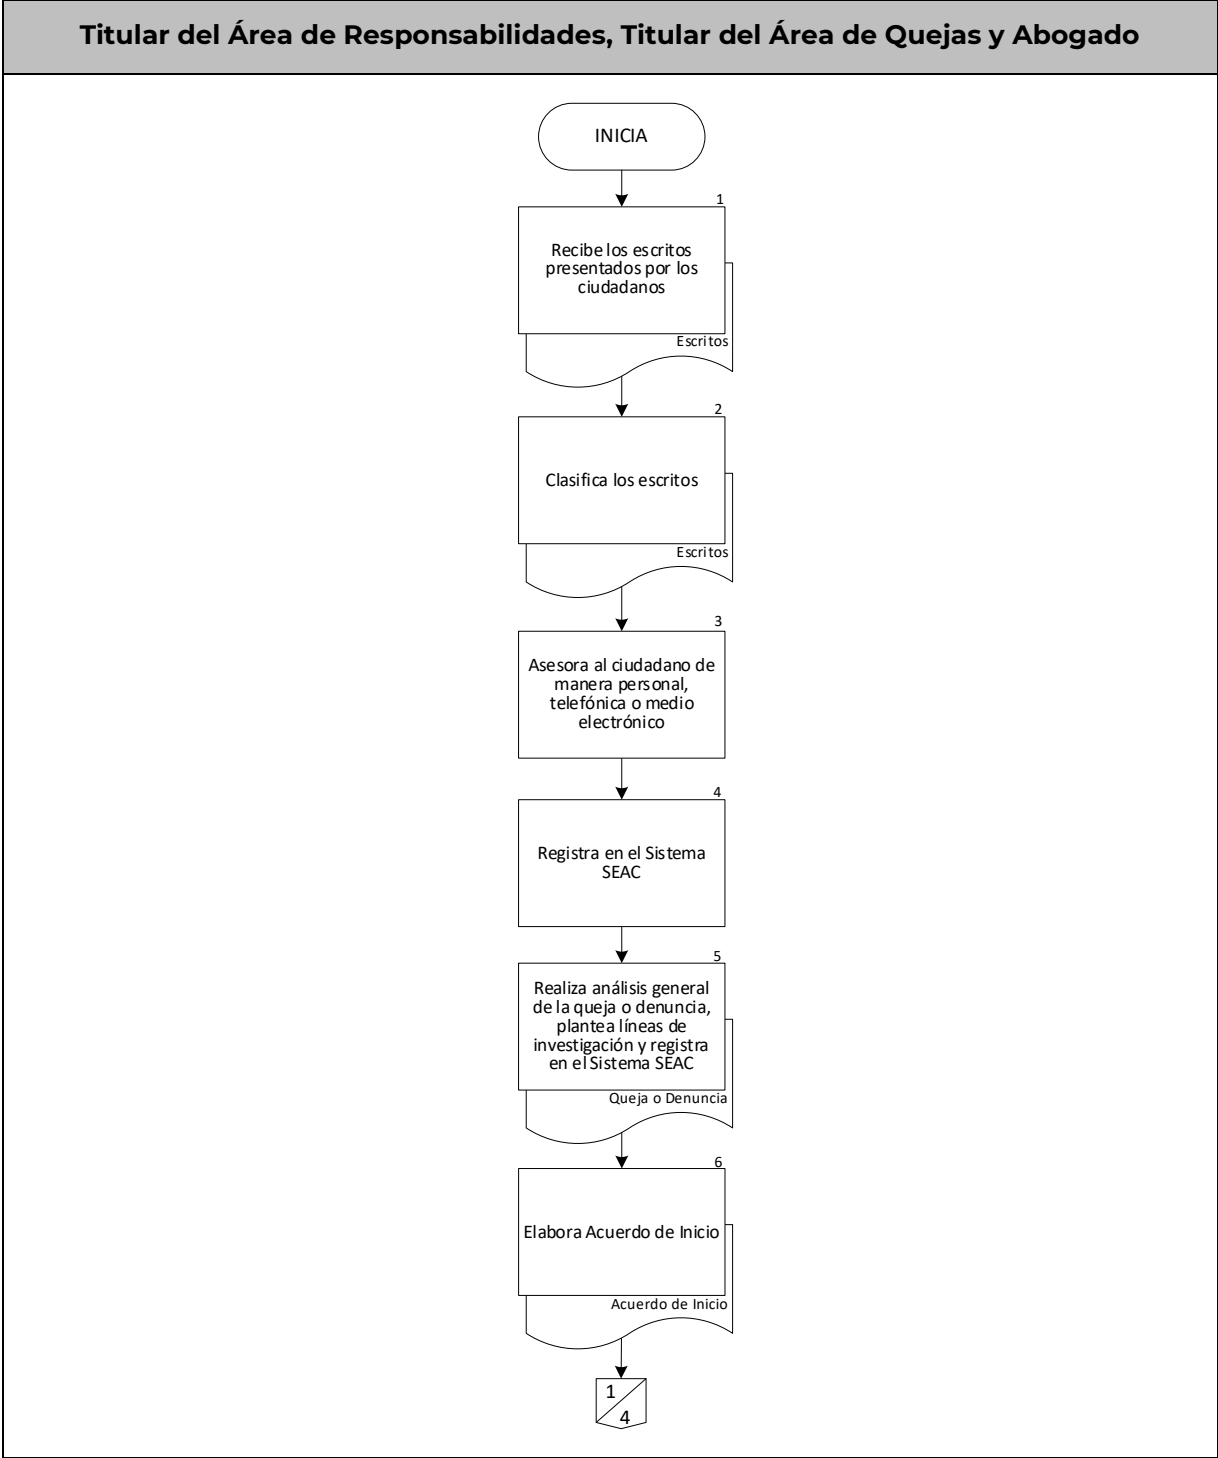 Titular del Área de Responsabilidades, Titular del Área de Quejas y Abogado
INICIA
1
Recibe los escritos
presentados por los
ciudadanos
Escritos
2
Clasifica los escritos
Escritos
3
Asesora al ciudadano de
manera personal,
telefónica o medio
electrónico
4
Registra en el Sistema
SEAC
5
Realiza análisis general
de la queja o denuncia,
plantea líneas de
investigación y registra
en el Sistema SEAC
Queja o Denuncia
6
Elabora Acuerdo de Inicio
Acuerdo de Inicio
1
4